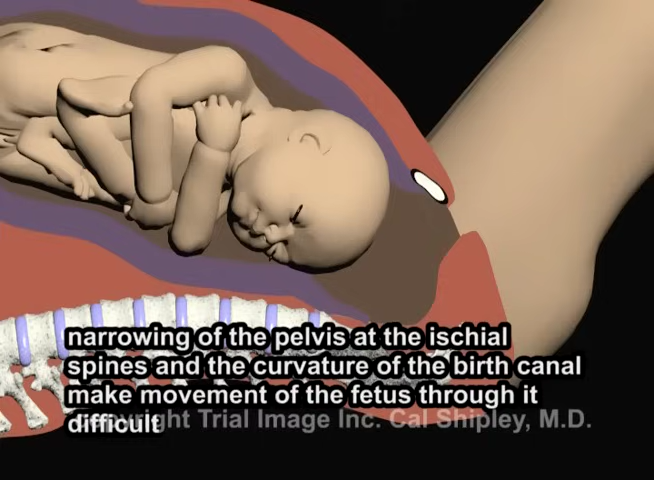 narrowing of the pelvis at the ischial
spines and the curvature of the birth canal
make movement of the fetus through it
difficult
Copyright Trial Image Inc. Cal Shipley, M.D.